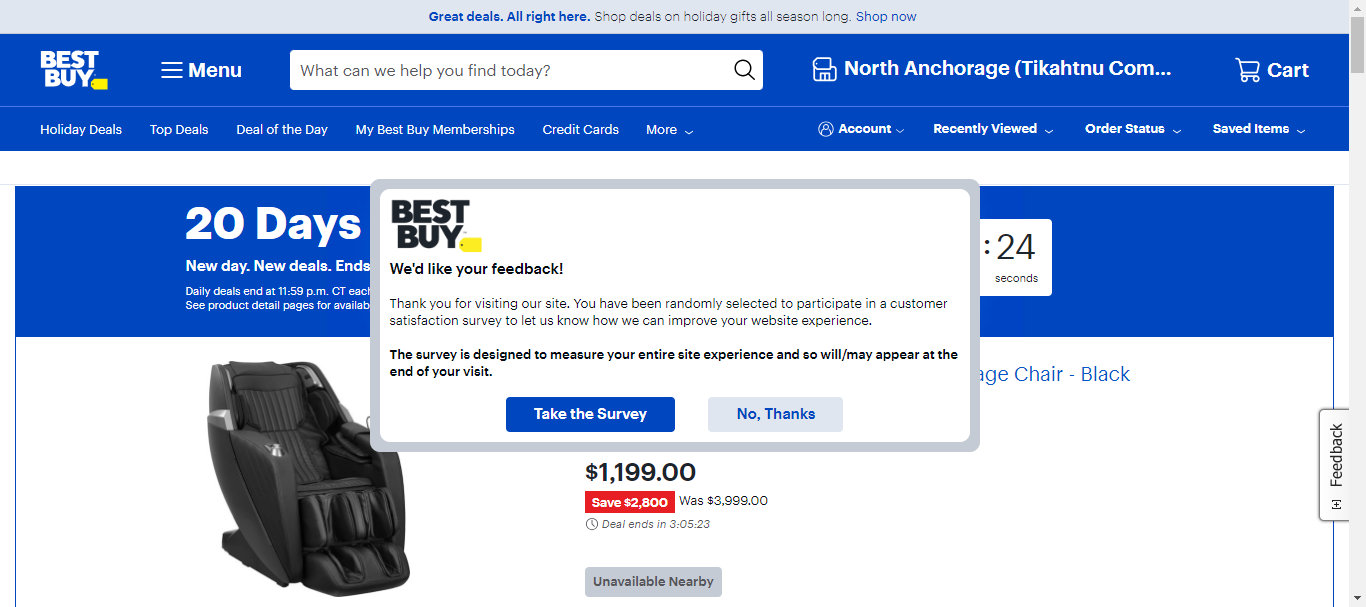 Great deals. All right here. Shop deals on holiday gifts all season long. Shop now
BEST BUY
Menu
What can we help you find today?
North Anchorage (Tikahtnu Com...
Cart
Holiday Deals
Top Deals
Deal of the Day
My Best Buy Memberships
Credit Cards
More
Account
Recently Viewed
Order Status
Saved Items
20 Days
New day. New deals. Ends
Daily deals end at 11:59 p.m. CT
See product detail pages for
: 24
seconds
BEST BUY
We'd like your feedback!
Thank you for visiting our site. You have been randomly selected to participate in a customer
satisfaction survey to let us know how we can improve your website experience.
The survey is designed to measure your entire site experience and so will/may appear at the
end of your visit.
Take the Survey
No, Thanks
Chair - Black
$1,199.00
Save $2,800 Was $3,999.00
Deal ends in 3:05:23
Unavailable Nearby
Feedback